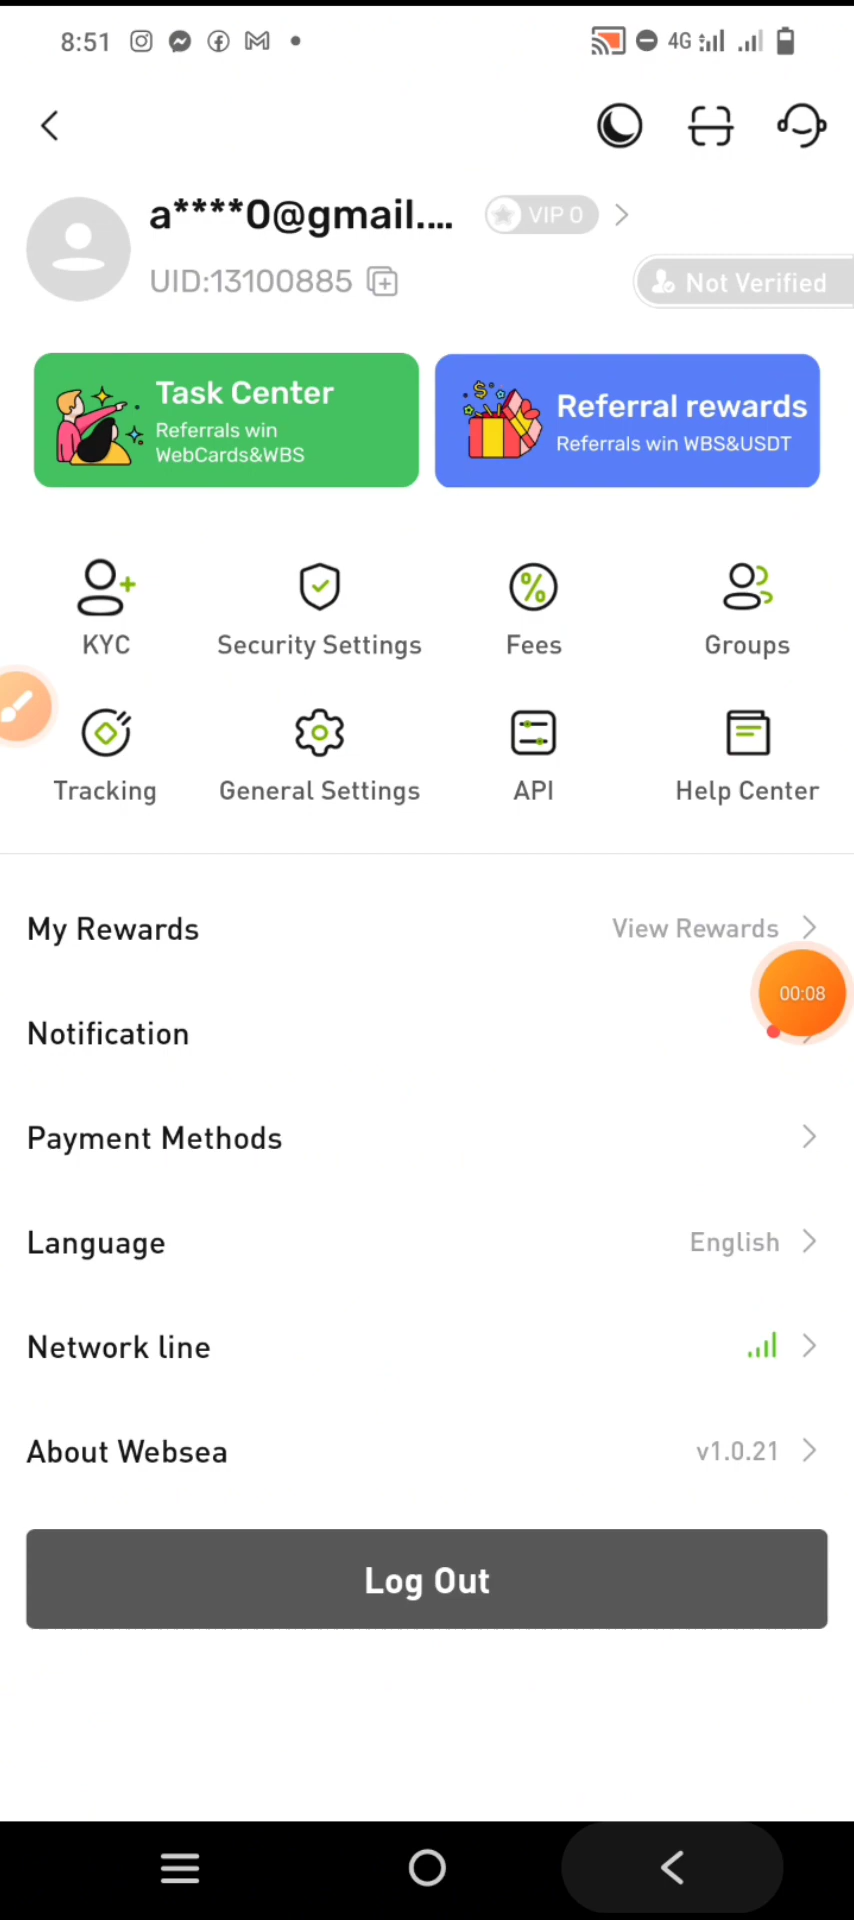 8:51
4G
a****0@gmail....
VIP 0
UID:13100885
Not Verified
Task Center
Referrals win
WebCards&WBS
Referral rewards
Referrals win WBS&USDT
KYC
Security Settings
Fees
Groups
Tracking
General Settings
API
Help Center
My Rewards
View Rewards
00:08
Notification
Payment Methods
Language
English
Network line
About Websea
v1.0.21
Log Out